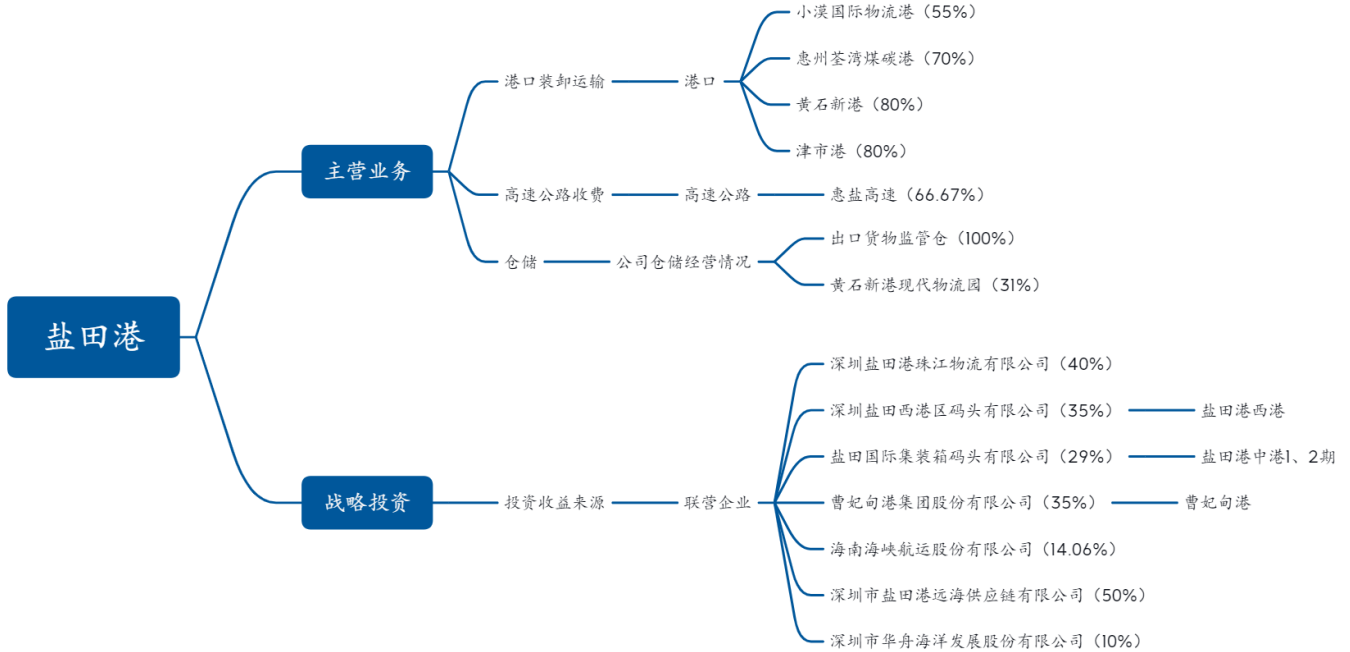 盐田港
主营业务
港口装卸运输
港口
小漠国际物流港（55%）
惠州荃湾煤碳港（70%）
黄石新港（80%）
津市港（80%）
高速公路收费
高速公路
惠盐高速（66.67%）
仓储
公司仓储经营情况
出口货物监管仓（100%）
黄石新港现代物流园（31%）
战略投资
投资收益来源
联营企业
深圳盐田港珠江物流有限公司（40%）
深圳盐田西港区码头有限公司（35%）
盐田港西港
盐田国际集装箱码头有限公司（29%）
盐田港中港1、2期
曹妃甸港集团股份有限公司（35%）
曹妃甸港
海南海峡航运股份有限公司（14.06%）
深圳市盐田港远海供应链有限公司（50%）
深圳市华舟海洋发展股份有限公司（10%）